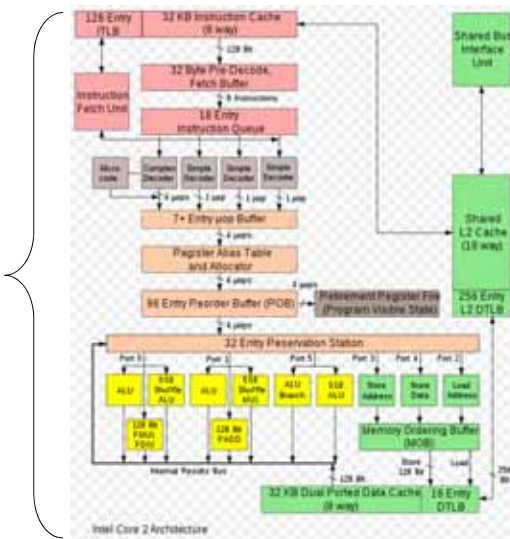 128 Entry
ITLB
32 KB Instruction Cache
(8 way)
Shared Bus
Interface
Unit
128 Bit
32 Byte Pre-Decode,
Fetch Buffer
Instruction
Fetch Unit
6 Instructions
18 Entry
Instruction Queue
Micro-
code
Complex
Decoder
Simple
Decoder
Simple
Decoder
Simple
Decoder
4 µops
1 µop
1 µop
1 µop
Shared
L2 Cache
(16 way)
7+ Entry µop Buffer
4 µops
Register Alias Table
and Allocator
4 µops
4 µops
96 Entry Reorder Buffer (ROB)
Retirement Register File
(Program Visible State)
256 Entry
L2 DTLB
4 µops
32 Entry Reservation Station
Port 0
Port 1
Port 5
Port 3
Port 4
Port 2
ALU
SSE
Shuffle
ALU
ALU
SSE
Shuffle
MUL
ALU
Branch
SSE
ALU
Store
Address
Store
Data
Load
Address
128 Bit
FMUL
FDIV
128 Bit
FADD
Memory Ordering Buffer
(MOB)
Internal Results Bus
Store
128 Bit
Load
128 Bit
256
Bit
32 KB Dual Ported Data Cache
(8 way)
16 Entry
DTLB
Intel Core 2 Architecture